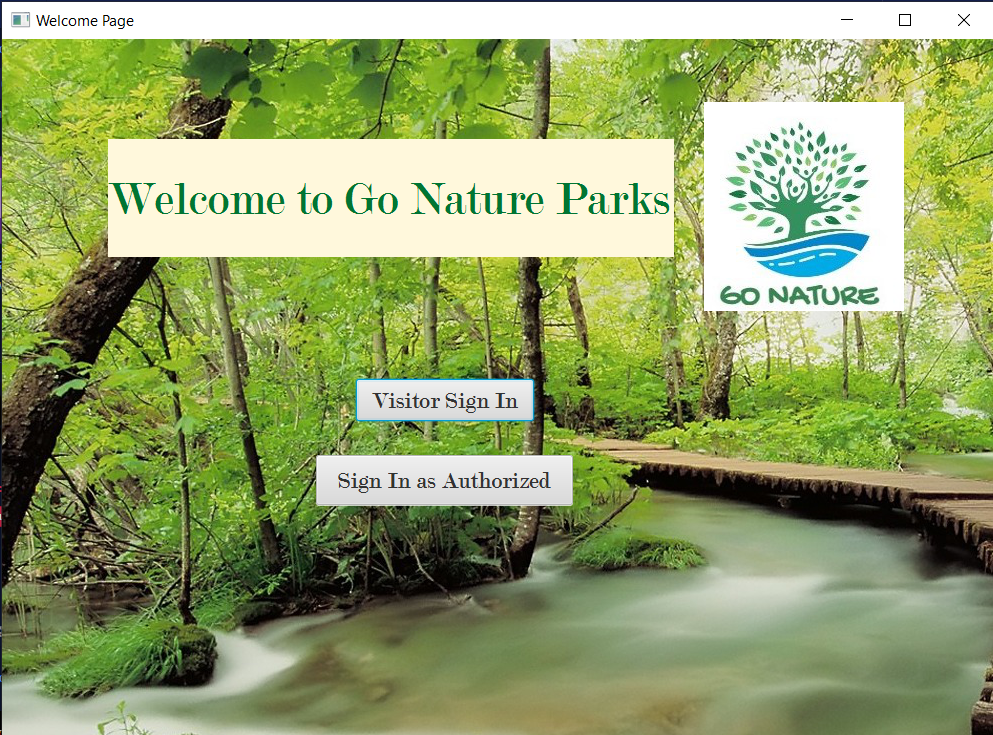 Welcome Page
Welcome to Go Nature Parks
GO NATURE
Visitor Sign In
Sign In as Authorized